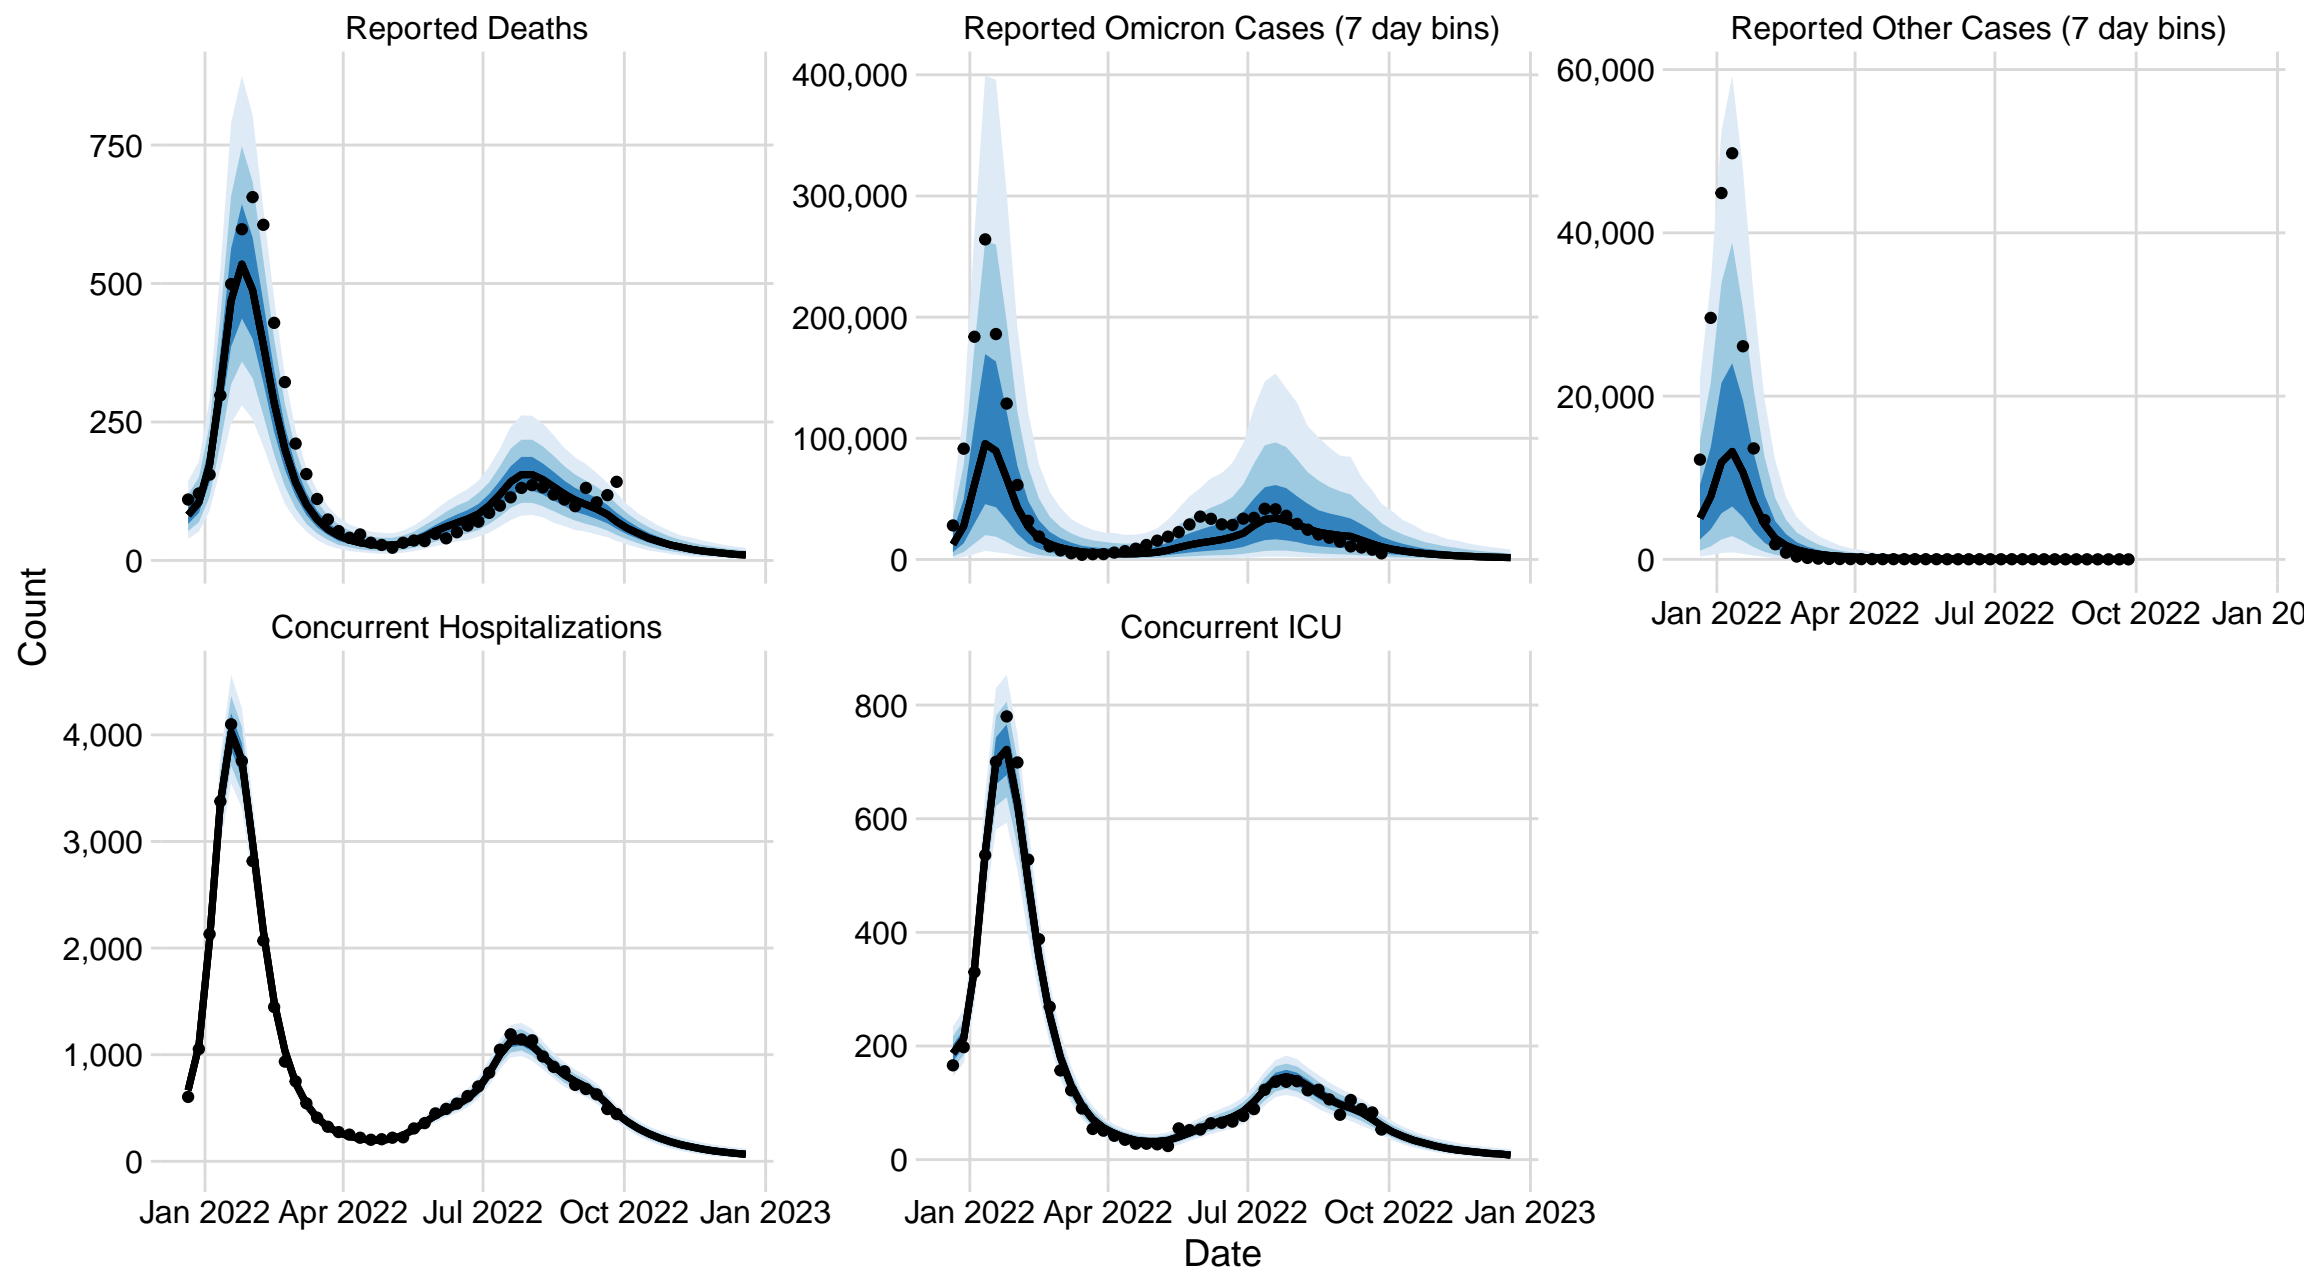 Reported Deaths
Reported Omicron Cases (7 day bins)
Reported Other Cases (7 day bins)
750
500
250
0
400,000
300,000
200,000
100,000
0
60,000
40,000
20,000
0
Jan 2022 Apr 2022 Jul 2022 Oct 2022 Jan 20
Count
Concurrent Hospitalizations
Concurrent ICU
4,000
3,000
2,000
1,000
0
800
600
400
200
0
Jan 2022 Apr 2022 Jul 2022 Oct 2022 Jan 2023
Jan 2022 Apr 2022 Jul 2022 Oct 2022 Jan 2023
Date